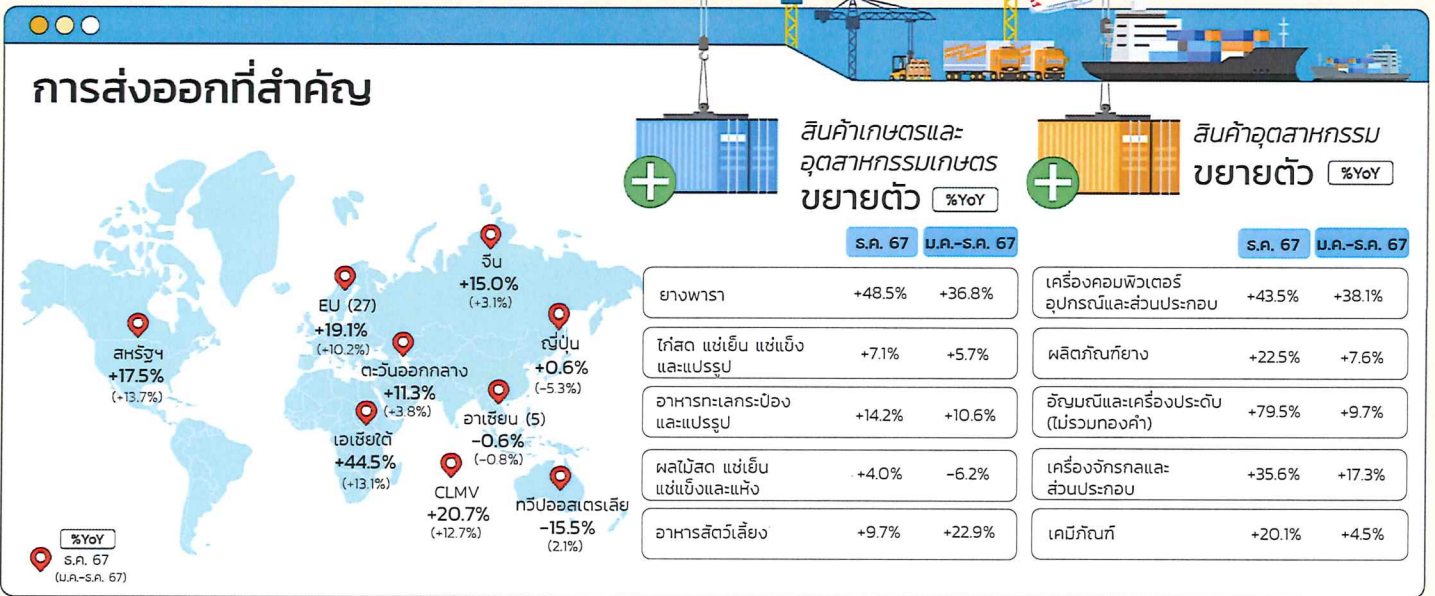 การส่งออกที่สำคัญ
จีน
+15.0%
(+3.1%)
EU (27)
+19.1%
(+10.2%)
สหรัฐฯ
+17.5%
(+13.7%)
ญี่ปุ่น
+0.6%
(-5.3%)
ตะวันออกกลาง
+11.3%
(+3.8%)
อาเซียน (5)
-0.6%
(-0.8%)
เอเชียใต้
+44.5%
(+13.1%)
CLMV
+20.7%
(+12.7%)
ทวีปออสเตรเลีย
-15.5%
(2.1%)
%YoY
ธ.ค. 67
(ม.ค.-ธ.ค. 67)
สินค้าเกษตรและ
อุตสาหกรรมเกษตร
ขยายตัว %YoY
ธ.ค. 67 ม.ค.-ธ.ค. 67
ยางพารา +48.5% +36.8%
ไก่สด แช่เย็น แช่แข็ง
และแปรรูป +7.1% +5.7%
อาหารทะเลกระป๋อง
และแปรรูป +14.2% +10.6%
ผลไม้สด แช่เย็น
แช่แข็งและแห้ง +4.0% -6.2%
อาหารสัตว์เลี้ยง +9.7% +22.9%
สินค้าอุตสาหกรรม
ขยายตัว %YoY
ธ.ค. 67 ม.ค.-ธ.ค. 67
เครื่องคอมพิวเตอร์
อุปกรณ์และส่วนประกอบ +43.5% +38.1%
ผลิตภัณฑ์ยาง +22.5% +7.6%
อัญมณีและเครื่องประดับ
(ไม่รวมทองคำ) +79.5% +9.7%
เครื่องจักรกลและ
ส่วนประกอบ +35.6% +17.3%
เคมีภัณฑ์ +20.1% +4.5%